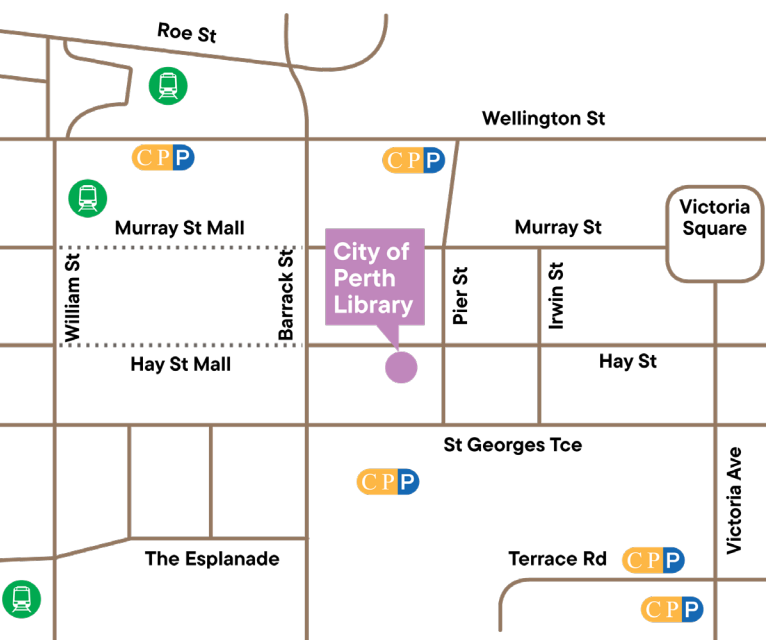 Roe St
Wellington St
CPP
CPP
Victoria
Square
Murray St Mall
Murray St
City of
Perth
Library
William St
Barrack St
Pier St
Irwin St
Hay St Mall
Hay St
St Georges Tce
CPP
Victoria Ave
The Esplanade
Terrace Rd
CPP
CPP